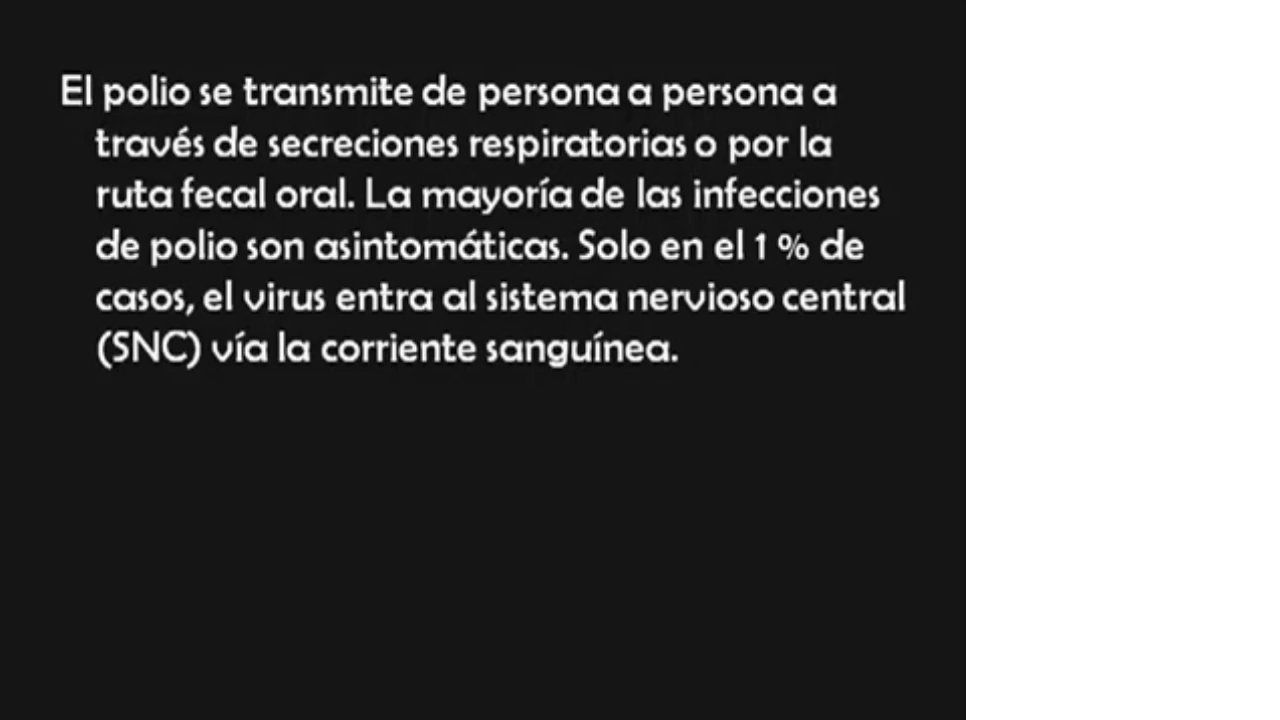 El polio se transmite de persona a persona a
través de secreciones respiratorias o por la
ruta fecal oral. La mayoría de las infecciones
de polio son asintomáticas. Solo en el 1 % de
casos, el virus entra al sistema nervioso central
(SNC) vía la corriente sanguínea.